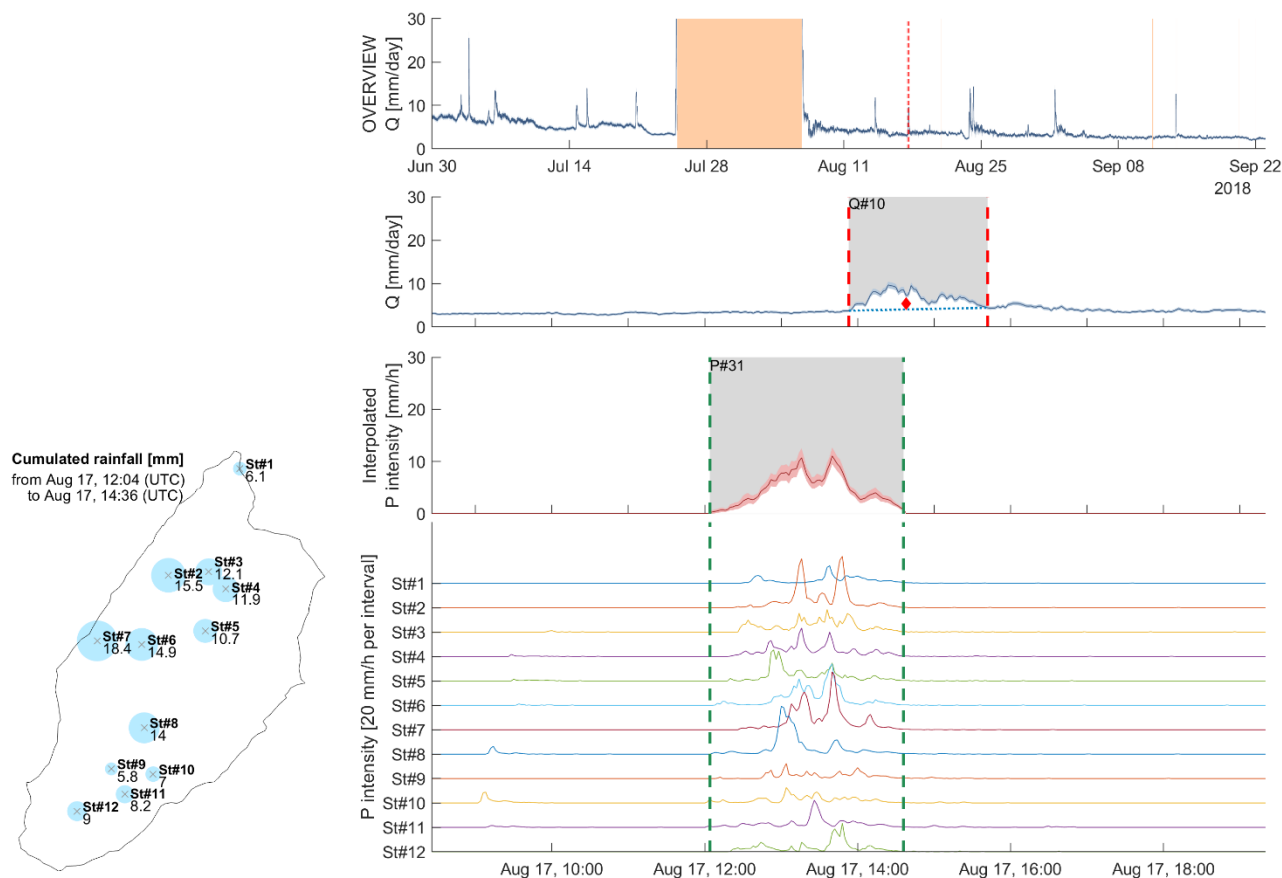 OVERVIEW
Q [mm/day]
30
20
10
0
Jun 30
Jul 14
Jul 28
Aug 11
Aug 25
Sep 08
Sep 22
2018
Q [mm/day]
30
20
10
0
Q#10
Interpolated
P intensity [mm/h]
30
20
10
0
P#31
Cumulated rainfall [mm]
from Aug 17, 12:04 (UTC)
to Aug 17, 14:36 (UTC)
St#1
6.1
St#2
15.5
St#3
12.1
St#4
11.9
St#5
10.7
St#6
14.9
St#7
18.4
St#8
14
St#9
5.8
St#10
7
St#11
8.2
St#12
9
P intensity [20 mm/h per interval]
St#1
St#2
St#3
St#4
St#5
St#6
St#7
St#8
St#9
St#10
St#11
St#12
Aug 17, 10:00
Aug 17, 12:00
Aug 17, 14:00
Aug 17, 16:00
Aug 17, 18:00